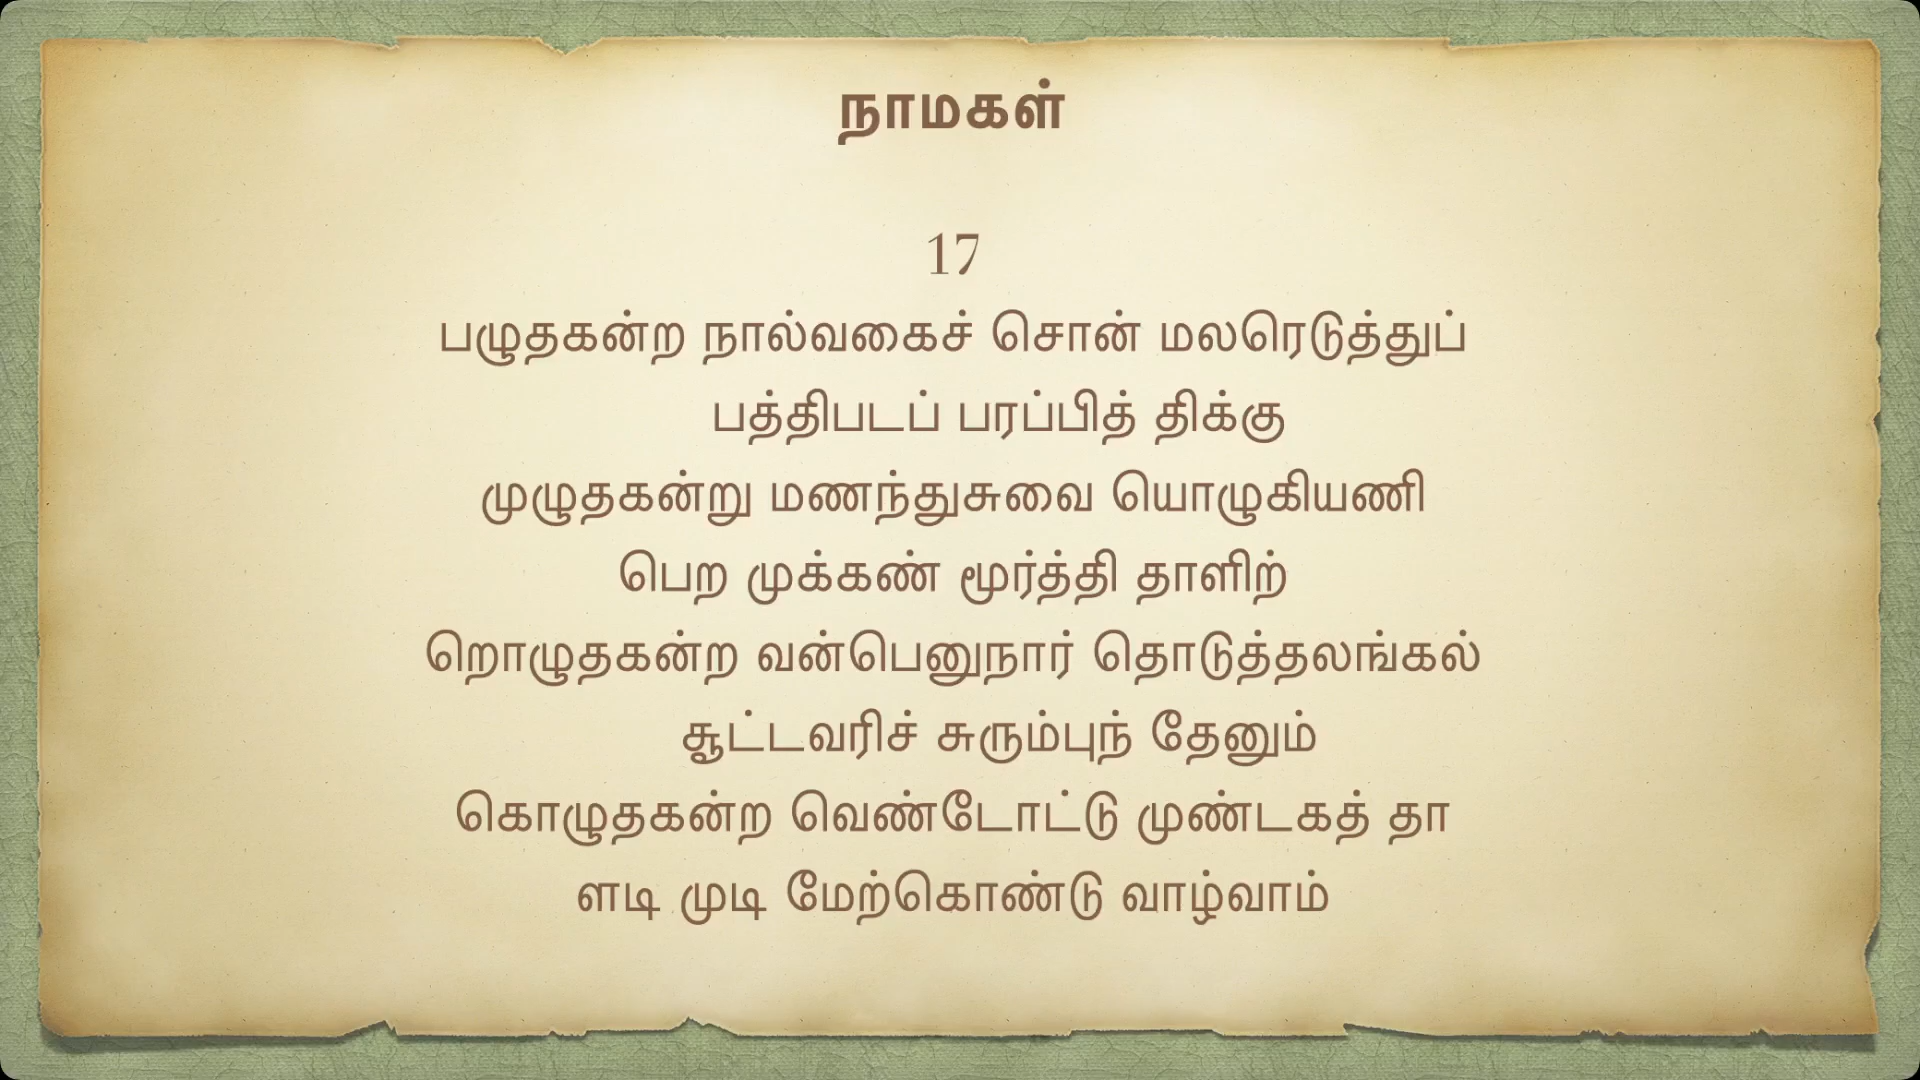 நாமகள்
17
பழுதகன்ற நால்வகைச் சொன் மலரெடுத்துப்
பத்திபடப் பரப்பித் திக்கு
முழுதகன்று மணந்துசுவை யொழுகியணி
பெற முக்கண் மூர்த்தி தாளிற்
றொழுதகன்ற வன்பெனுநார் தொடுத்தலங்கல்
சூட்டவரிச் சுரும்புந் தேனும்
கொழுதகன்ற வெண்டோட்டு முண்டகத் தா
ளடி முடி மேற்கொண்டு வாழ்வாம்